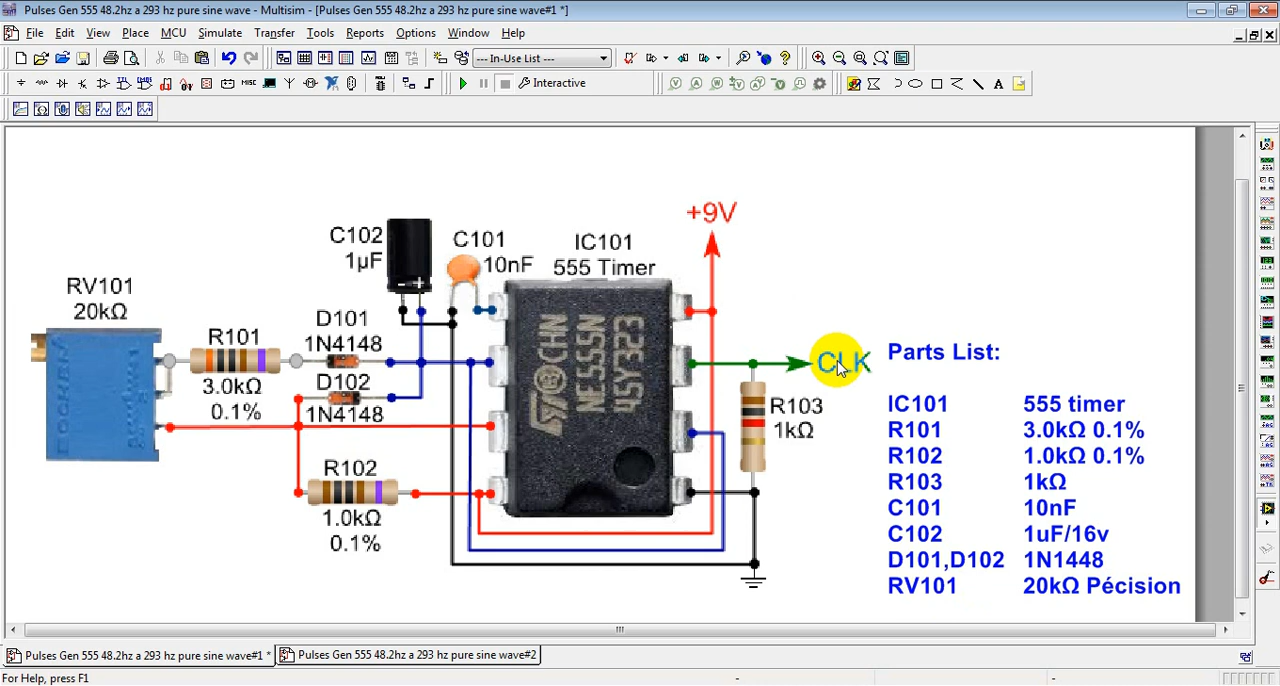 Pulses Gen 555 48.2hz a 293 hz pure sine wave - Multisim - [Pulses Gen 555 48.2hz a 293 hz pure sine wave#1 *]
File Edit View Place MCU Simulate Transfer Tools Reports Options Window Help
--- In-Use List ---
MISC
Interactive
+9V
C102
1µF
C101
10nF
IC101
555 Timer
RV101
20kΩ
R101
3.0kΩ
0.1%
D101
1N4148
D102
1N4148
CHN
NE555N
CLK
R103
1kΩ
R102
1.0kΩ
0.1%
Parts List:
IC101 555 timer
R101 3.0kΩ 0.1%
R102 1.0kΩ 0.1%
R103 1kΩ
C101 10nF
C102 1uF/16v
D101,D102 1N1448
RV101 20kΩ Pécision
Pulses Gen 555 48.2hz a 293 hz pure sine wave#1 * Pulses Gen 555 48.2hz a 293 hz pure sine wave#2
For Help, press F1